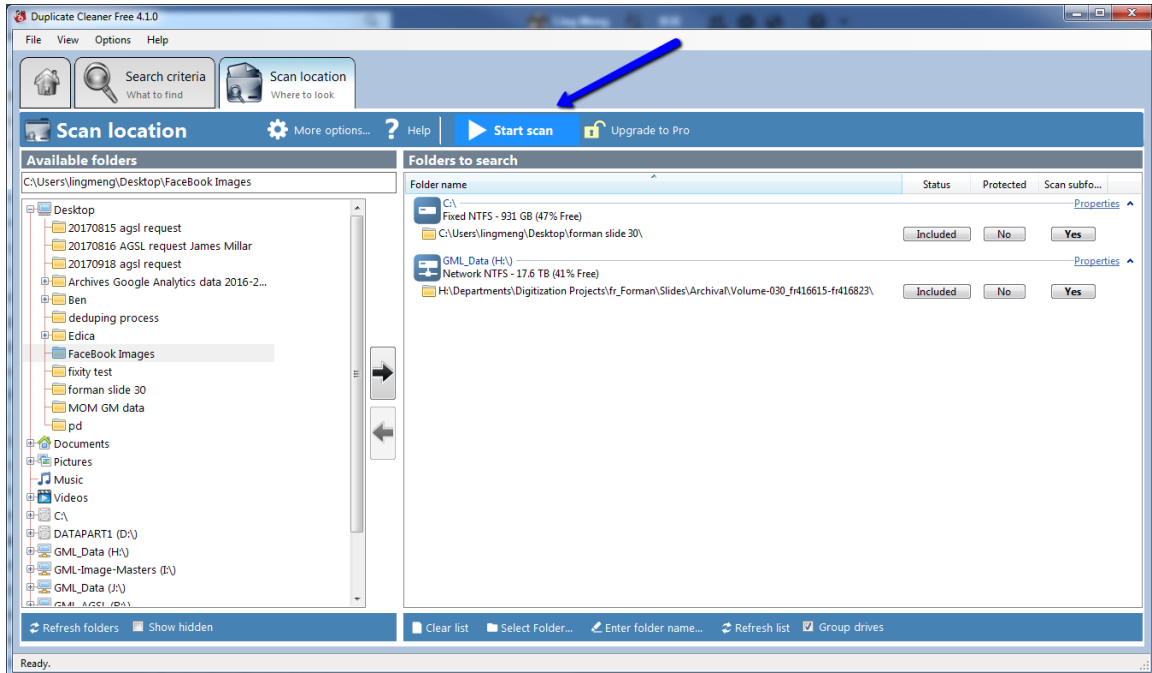 Duplicate Cleaner Free 4.1.0
File View Options Help
Search criteria
What to find
Scan location
Where to look
Scan location
More options...
? Help
Start scan
Upgrade to Pro
Available folders
Folders to search
C:\Users\lingmeng\Desktop\FaceBook Images
Folder name Status Protected Scan subfo...
Desktop
20170815 agsl request
20170816 AGSL request James Millar
20170918 agsl request
Archives Google Analytics data 2016-2...
Ben
deduping process
Edica
FaceBook Images
fixity test
forman slide 30
MOM GM data
pd
Documents
Pictures
Music
Videos
C:\
DATAPART1 (D:\)
GML_Data (H:\)
GML-Image-Masters (I:\)
GML_Data (J:\)
C:\ Properties
Fixed NTFS - 931 GB (47% Free)
C:\Users\lingmeng\Desktop\forman slide 30\ Included No Yes
GML_Data (H:\) Properties
Network NTFS - 17.6 TB (41% Free)
H:\Departments\Digitization Projects\fr_Forman\Slides\Archival\Volume-030_fr416615-fr416823\ Included No Yes
Refresh folders Show hidden
Clear list Select Folder... Enter folder name... Refresh list Group drives
Ready.